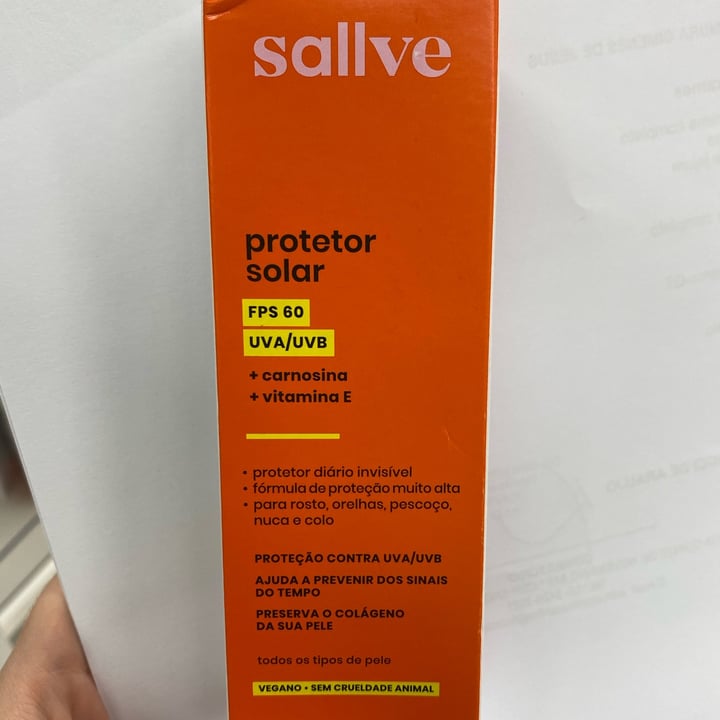 sallve
protetor
solar
FPS 60
UVA/UVB
+ carnosina
+ vitamina E
• protetor diário invisível
• fórmula de proteção muito alta
• para rosto, orelhas, pescoço,
nuca e colo
PROTEÇÃO CONTRA UVA/UVB
AJUDA A PREVENIR DOS SINAIS
DO TEMPO
PRESERVA O COLÁGENO
DA SUA PELE
todos os tipos de pele
VEGANO • SEM CRUELDADE ANIMAL